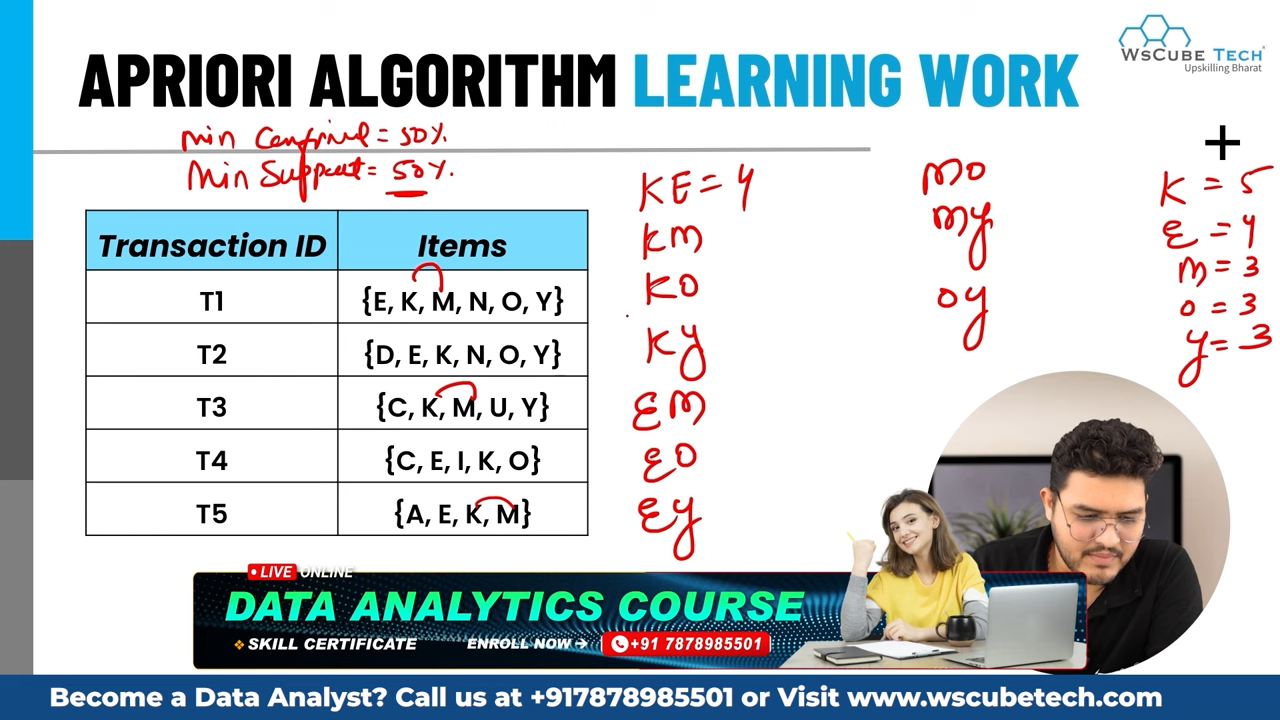 WsCube Tech
Upskilling Bharat
APRIORI ALGORITHM LEARNING WORK
Min Support = 50%.
Transaction ID Items
T1 {E, K, M, N, O, Y}
T2 {D, E, K, N, O, Y}
T3 {C, K, M, U, Y}
T4 {C, E, I, K, O}
T5 {A, E, K, M}
KE = 4
KM
KO
KY
EM
EO
EY
MO
MY
OY
K = 5
E = 4
M = 3
O = 3
Y = 3
• LIVE ONLINE
DATA ANALYTICS COURSE
SKILL CERTIFICATE ENROLL NOW → +91 7878985501
Become a Data Analyst? Call us at +917878985501 or Visit www.wscubetech.com